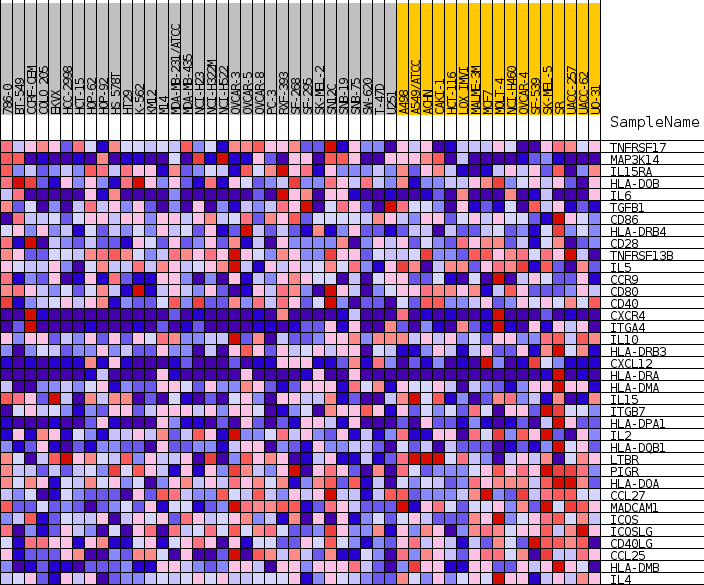 786-0
BT-549
CCRF-CEM
COLO 205
EKVX
HCC-2998
HCT-15
HOP-62
HOP-92
HS 578T
HT29
K-562
KM12
M14
MDA-MB-231/ATCC
MDA-MB-435
NCI-H23
NCI-H322M
NCI-H522
OVCAR-3
OVCAR-5
OVCAR-8
PC-3
RXF-393
SF-268
SF-295
SK-MEL-2
SN12C
SNB-19
SNB-75
SW-620
T-47D
U251
A498
A549/ATCC
ACHN
CAKI-1
HCT-116
LOX IMVI
MALME-3M
MCF7
MOLT-4
NCI-H460
OVCAR-4
SF-539
SK-MEL-5
SR
UACC-257
UACC-62
UO-31
SampleName
TNFRSF17
MAP3K14
IL15RA
HLA-DOB
IL6
TGFB1
CD86
HLA-DRB4
CD28
TNFRSF13B
IL5
CCR9
CD80
CD40
CXCR4
ITGA4
IL10
HLA-DRB3
CXCL12
HLA-DRA
HLA-DMA
IL15
ITGB7
HLA-DPA1
IL2
HLA-DQB1
LTBR
PIGR
HLA-DOA
CCL27
MADCAM1
ICOS
ICOSLG
CD40LG
CCL25
HLA-DMB
IL4